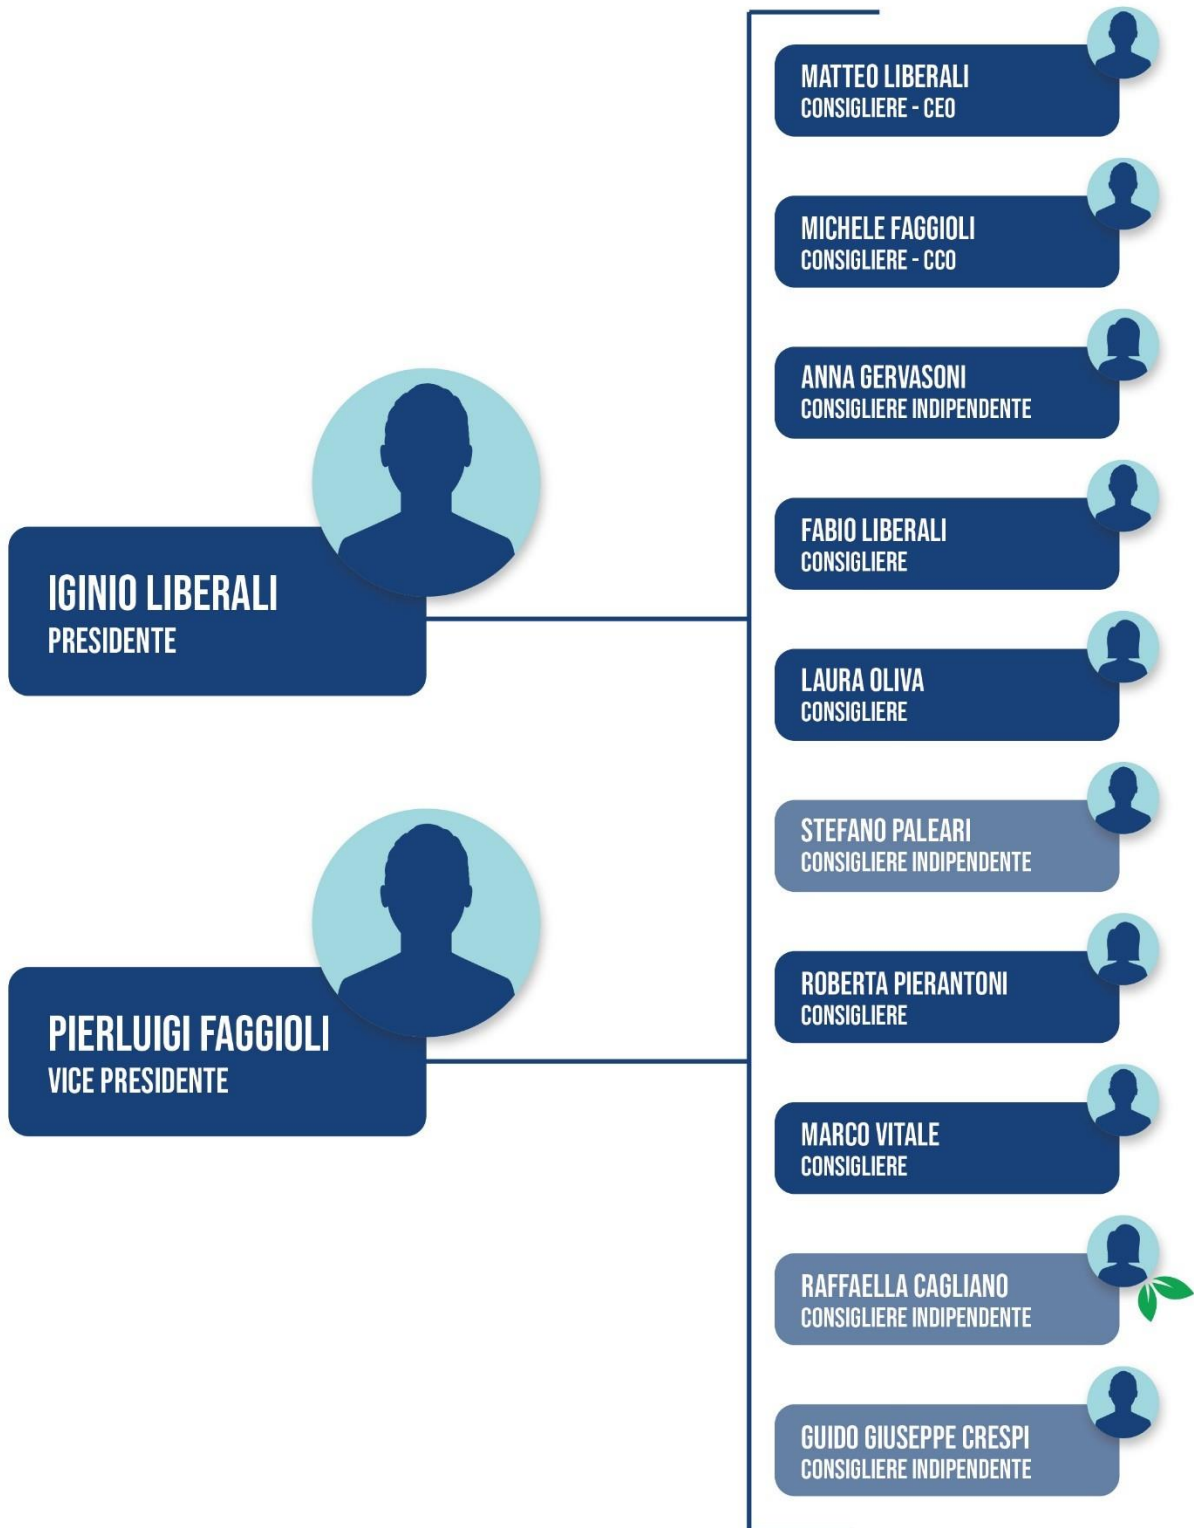 MATTEO LIBERALI
CONSIGLIERE - CEO
MICHELE FAGGIOLI
CONSIGLIERE - CCO
ANNA GERVASONI
CONSIGLIERE INDIPENDENTE
FABIO LIBERALI
CONSIGLIERE
IGINIO LIBERALI
PRESIDENTE
LAURA OLIVA
CONSIGLIERE
STEFANO PALEARI
CONSIGLIERE INDIPENDENTE
ROBERTA PIERANTONI
CONSIGLIERE
PIERLUIGI FAGGIOLI
VICE PRESIDENTE
MARCO VITALE
CONSIGLIERE
RAFFAELLA CAGLIANO
CONSIGLIERE INDIPENDENTE
GUIDO GIUSEPPE CRESPI
CONSIGLIERE INDIPENDENTE